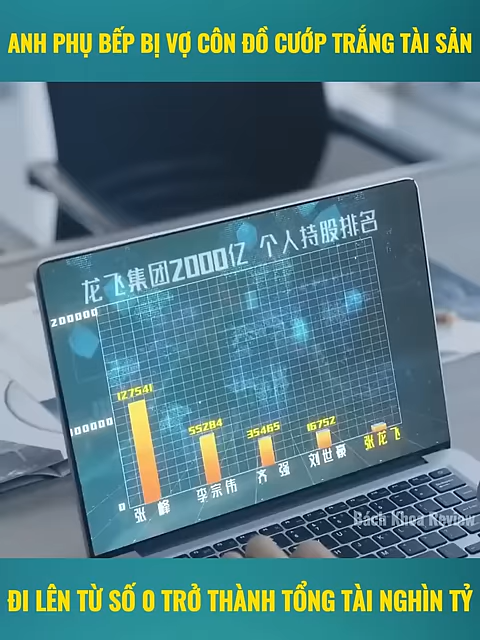 ANH PHỤ BẾP BỊ VỢ CÔN ĐỒ CƯỚP TRẮNG TÀI SẢN
龙飞集团2000亿 个人持股排名
200000
127541
100000
55284
35465
16752
0
张 峰
李宗伟
齐 强
刘世豪
张龙飞
Bách Khoa Review
ĐI LÊN TỪ SỐ 0 TRỞ THÀNH TỔNG TÀI NGHÌN TỶ